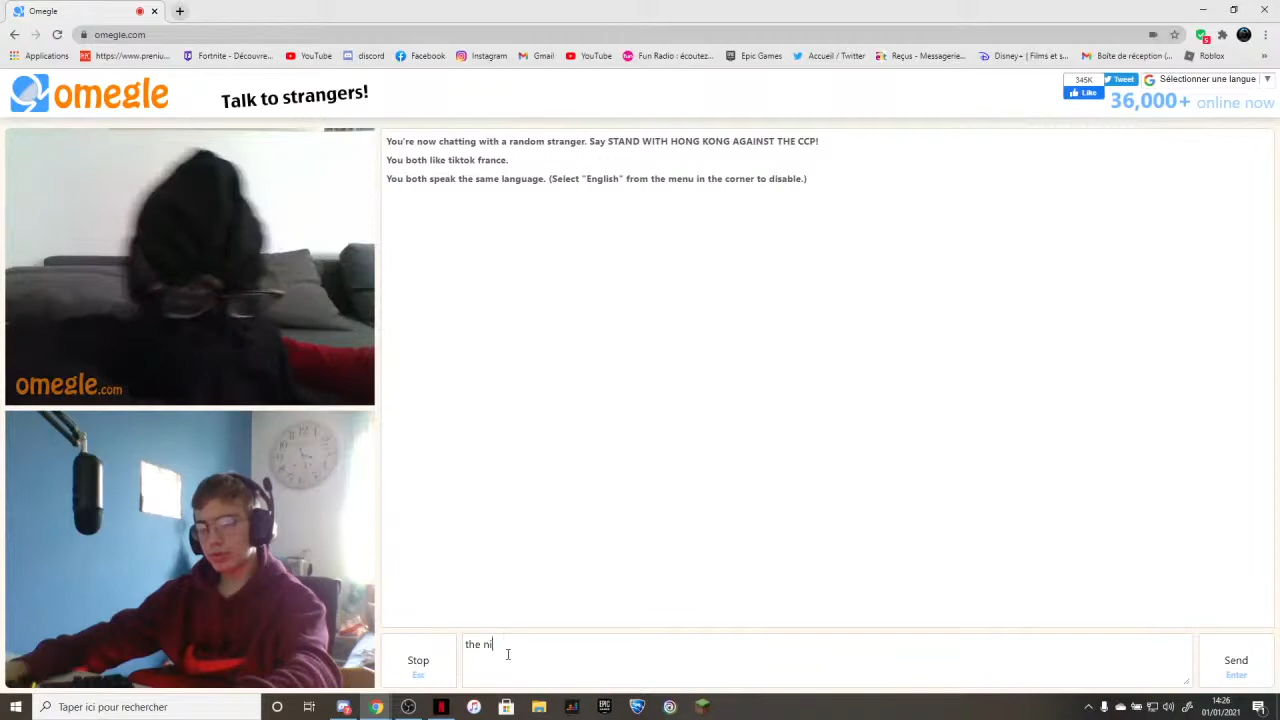 omegle.com
omegle.com
Applications
https://www.preniu...
Fortnite - Découvre...
YouTube
discord
Facebook
Instagram
Gmail
YouTube
Fun Radio : écoutez...
Epic Games
Accueil / Twitter
Reçus - Messagerie...
Disney+ | Films et s...
Boîte de réception (...
Roblox
omegle
Talk to strangers!
345K
Like
Tweet
Sélectionner une langue
36,000+ online now
You're now chatting with a random stranger. Say STAND WITH HONG KONG AGAINST THE CCP!
You both like tiktok france.
You both speak the same language. (Select "English" from the menu in the corner to disable.)
omegle.com
the ni
Stop
Esc
Send
Enter
Taper ici pour rechercher
14:26
01/01/2021